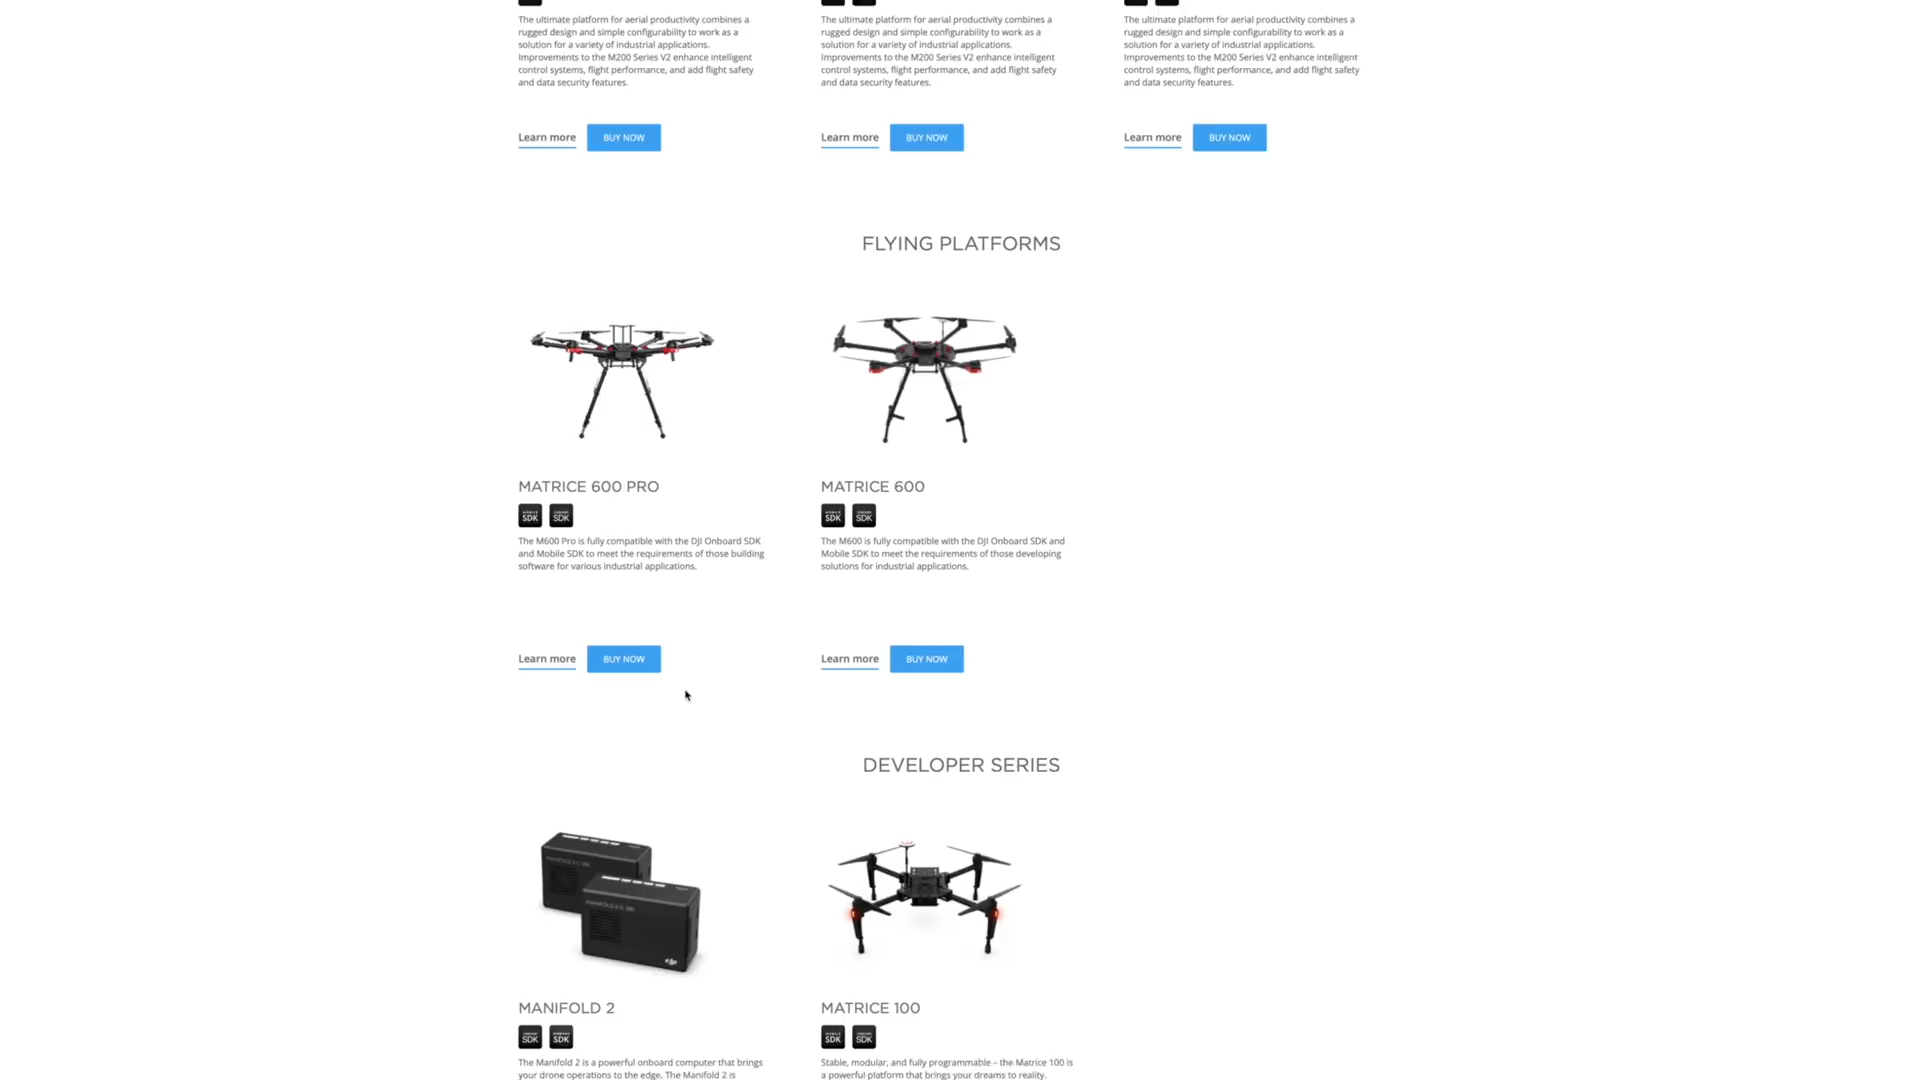 The ultimate platform for aerial productivity combines a
rugged design and simple configurability to work as a
solution for a variety of industrial applications.
Improvements to the M200 Series V2 enhance intelligent
control systems, flight performance, and add flight safety
and data security features.
The ultimate platform for aerial productivity combines a
rugged design and simple configurability to work as a
solution for a variety of industrial applications.
Improvements to the M200 Series V2 enhance intelligent
control systems, flight performance, and add flight safety
and data security features.
The ultimate platform for aerial productivity combines a
rugged design and simple configurability to work as a
solution for a variety of industrial applications.
Improvements to the M200 Series V2 enhance intelligent
control systems, flight performance, and add flight safety
and data security features.
Learn more BUY NOW
Learn more BUY NOW
Learn more BUY NOW
FLYING PLATFORMS
MATRICE 600 PRO
MOBILE SDK ONBOARD SDK
The M600 Pro is fully compatible with the DJI Onboard SDK
and Mobile SDK to meet the requirements of those building
software for various industrial applications.
Learn more BUY NOW
MATRICE 600
MOBILE SDK ONBOARD SDK
The M600 is fully compatible with the DJI Onboard SDK and
Mobile SDK to meet the requirements of those developing
solutions for industrial applications.
Learn more BUY NOW
DEVELOPER SERIES
dji
MANIFOLD 2
SDK SDK
The Manifold 2 is a powerful onboard computer that brings
your drone operations to the edge. The Manifold 2 is
MATRICE 100
MOBILE SDK ONBOARD SDK
Stable, modular, and fully programmable – the Matrice 100 is
a powerful platform that brings your dreams to reality.